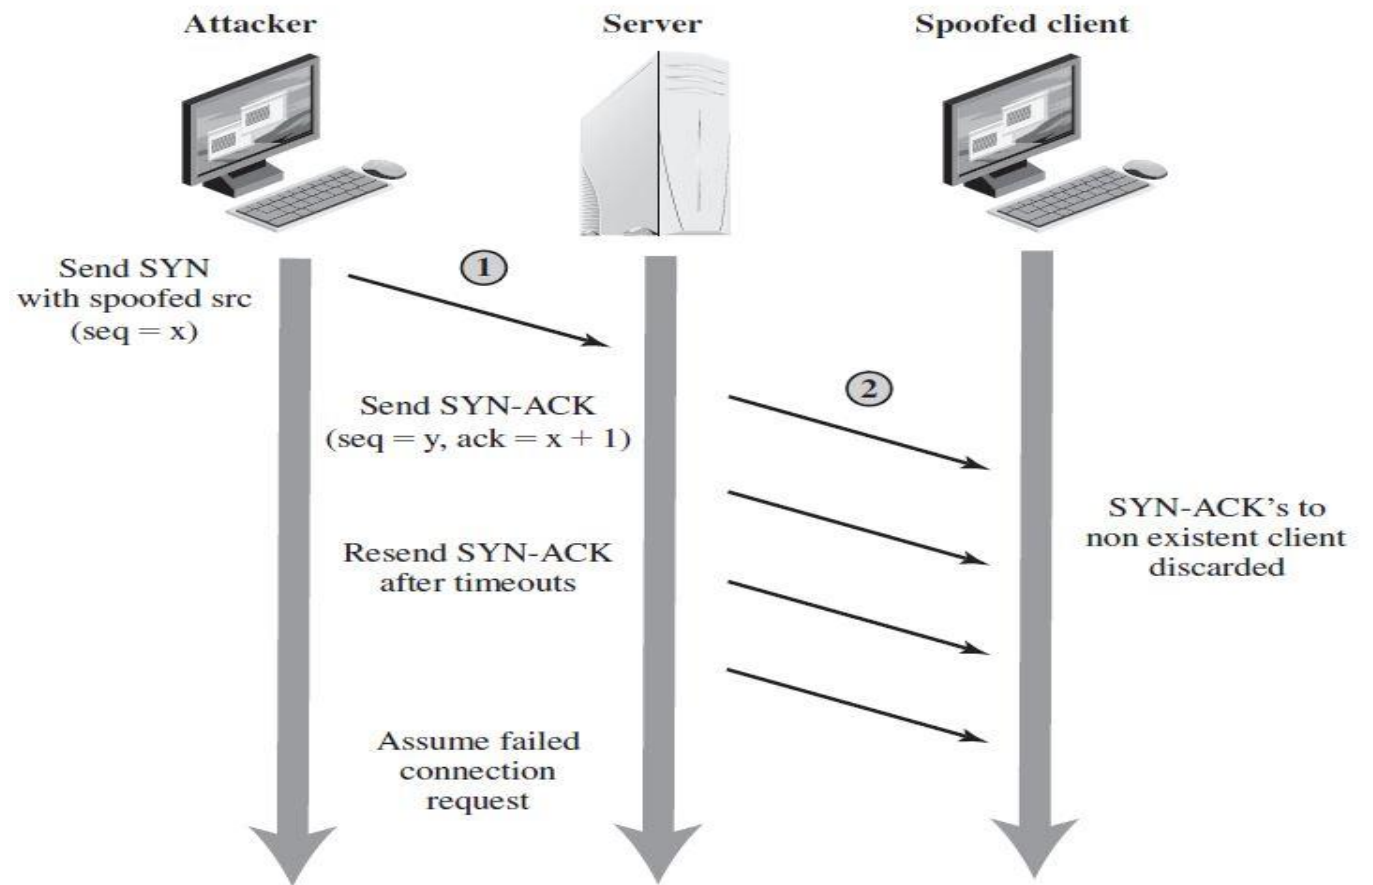 Attacker
Server
Spoofed client
Send SYN
with spoofed src
(seq = x)
1
Send SYN-ACK
(seq = y, ack = x + 1)
2
Resend SYN-ACK
after timeouts
SYN-ACK's to
non existent client
discarded
Assume failed
connection
request